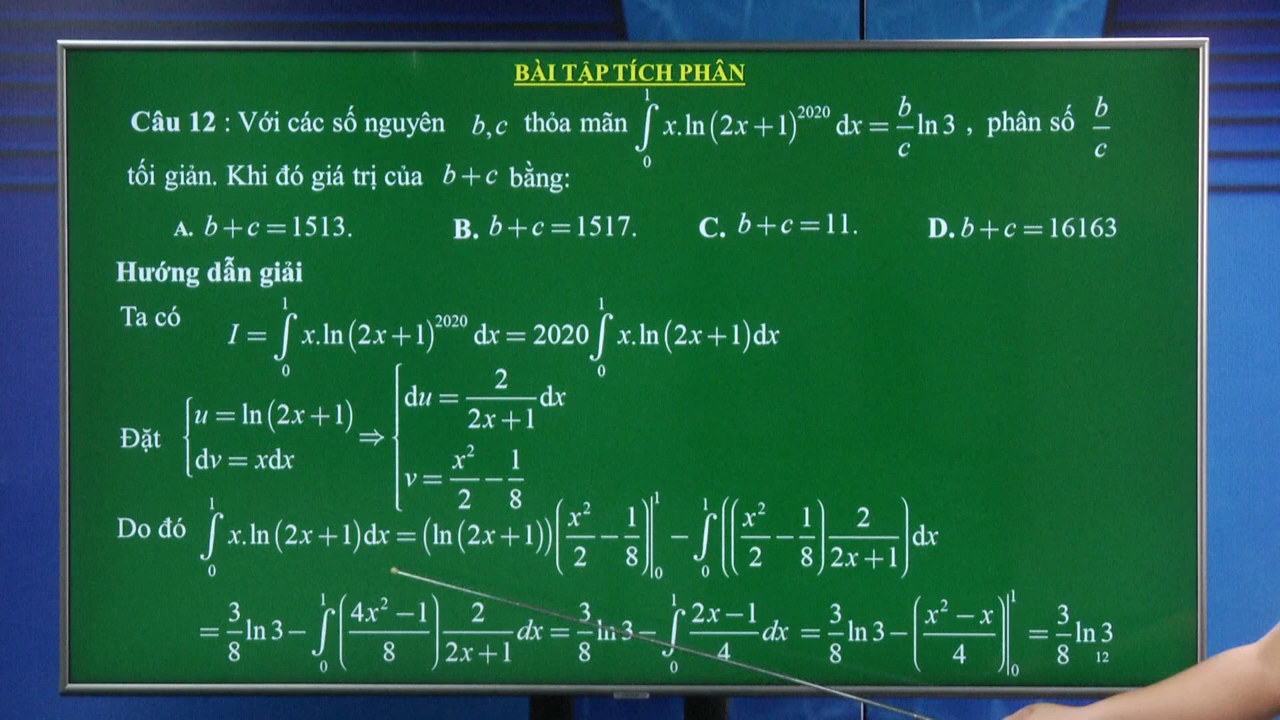 BÀI TẬP TÍCH PHÂN
Câu 12 : Với các số nguyên b,c thỏa mãn ∫₀¹ x.ln(2x+1)²⁰²⁰ dx = b/c ln3 , phân số b/c
tối giản. Khi đó giá trị của b+c bằng:
A. b+c=1513. B. b+c=1517. C. b+c=11. D. b+c=16163
Hướng dẫn giải
Ta có I = ∫₀¹ x.ln(2x+1)²⁰²⁰ dx = 2020 ∫₀¹ x.ln(2x+1)dx
Đặt { u = ln(2x+1) ; dv = xdx ⇒ { du = 2/(2x+1) dx ; v = x²/2 − 1/8
Do đó ∫₀¹ x.ln(2x+1)dx = (ln(2x+1))(x²/2 − 1/8)|₀¹ − ∫₀¹ ((x²/2 − 1/8) 2/(2x+1))dx
= 3/8 ln3 − ∫₀¹ ((4x²−1)/8) 2/(2x+1) dx = 3/8 ln3 − ∫₀¹ (2x−1)/4 dx = 3/8 ln3 − ((x²−x)/4)|₀¹ = 3/8 ln3
12